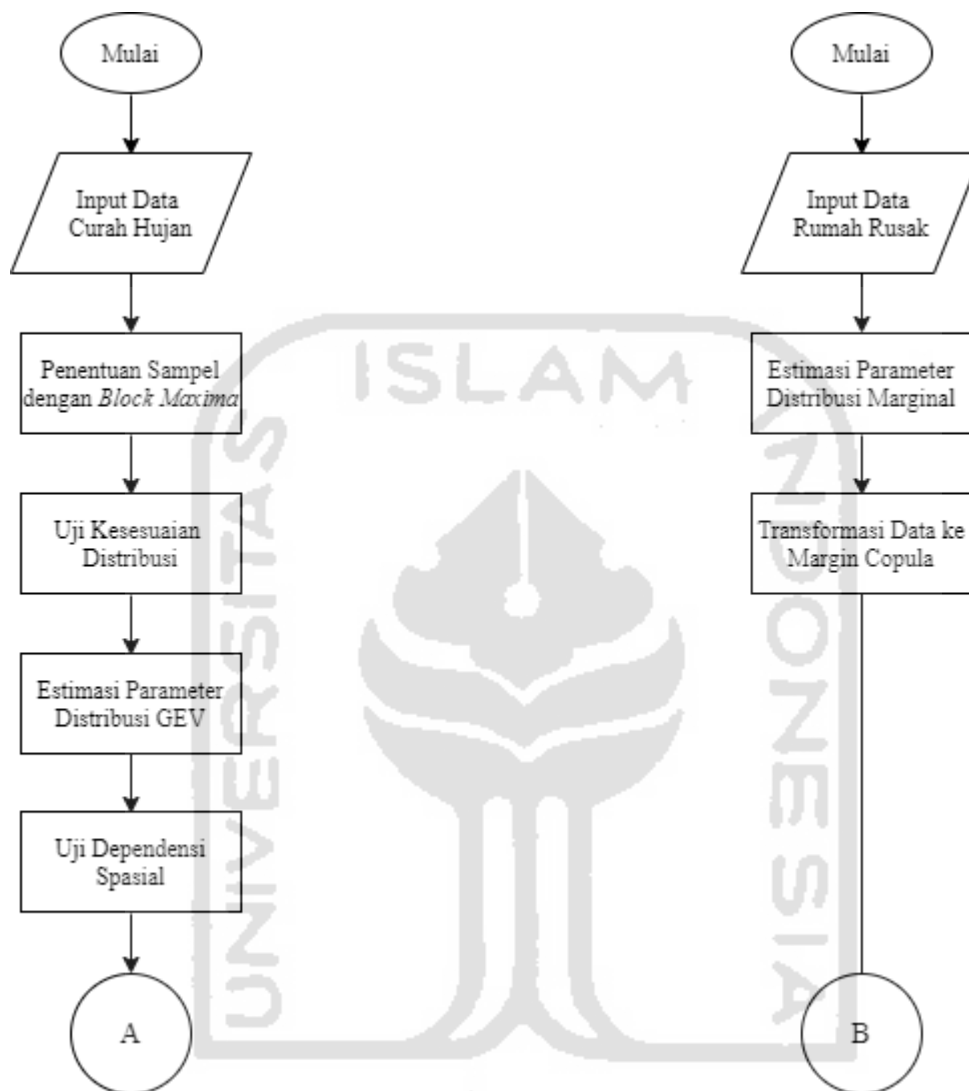 Mulai
Input Data
Curah Hujan
Penentuan Sampel
dengan Block Maxima
Uji Kesesuaian
Distribusi
Estimasi Parameter
Distribusi GEV
Uji Dependensi
Spasial
A
Mulai
Input Data
Rumah Rusak
Estimasi Parameter
Distribusi Marginal
Transformasi Data ke
Margin Copula
B
UNIVERSITAS
ISLAM
INDONESIA